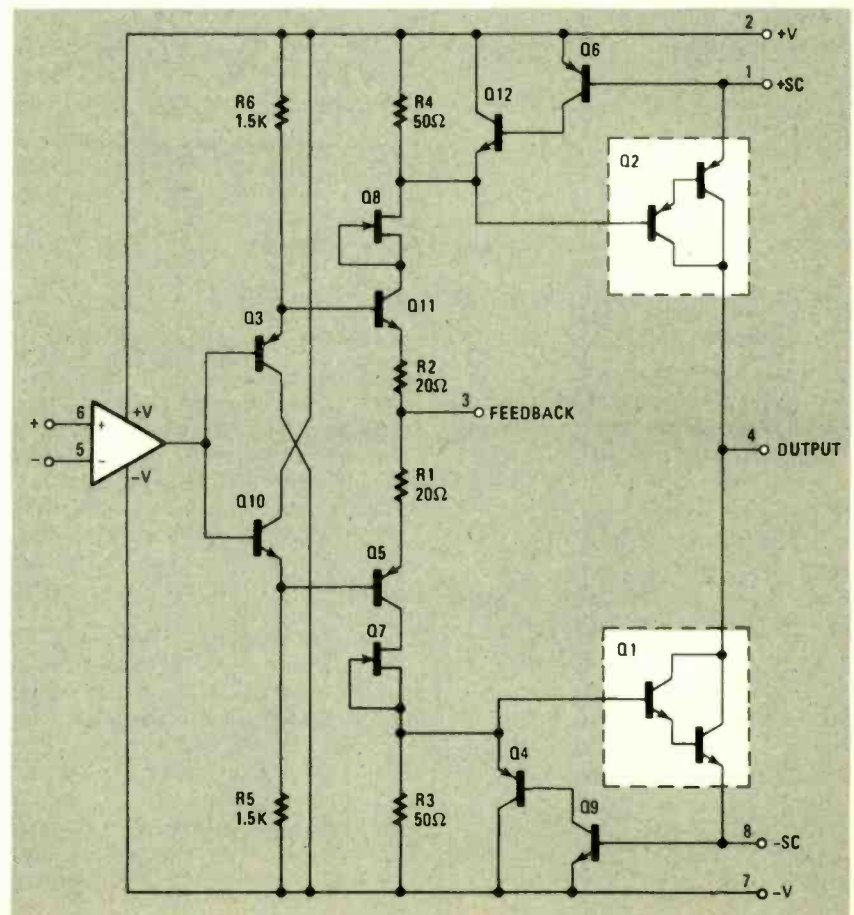 2 +V
Q6
1 +SC
Q12
R6
1.5K
R4
50Ω
Q2
Q8
Q11
Q3
R2
20Ω
3 FEEDBACK
+ 6 + +V
- 5 - -V
4 OUTPUT
R1
20Ω
Q10
Q5
Q7
Q1
Q4
R5
1.5K
R3
50Ω
Q9
8 -SC
7 -V